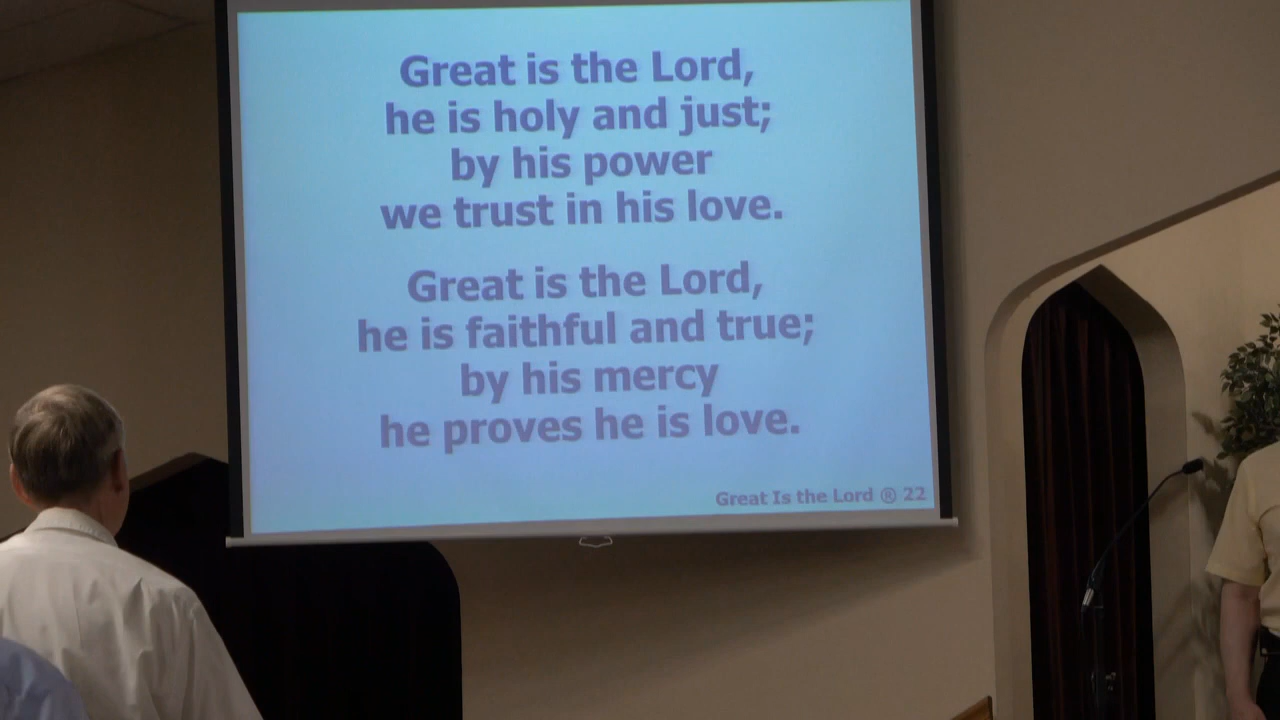 Great is the Lord,
he is holy and just;
by his power
we trust in his love.
Great is the Lord,
he is faithful and true;
by his mercy
he proves he is love.
Great Is the Lord ® 22